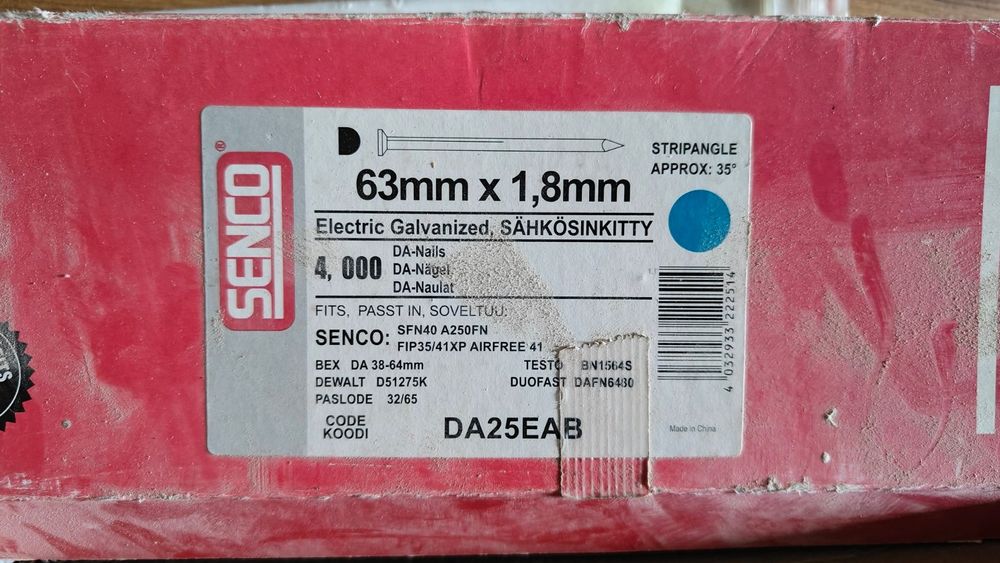 SENCO®
STRIPANGLE
APPROX: 35°
63mm x 1,8mm
Electric Galvanized, SÄHKÖSINKITTY
4, 000
DA-Nails
DA-Nägel
DA-Naulat
FITS, PASST IN, SOVELTUU:
SENCO: SFN40 A250FN
FIP35/41XP AIRFREE 41
BEX DA 38-64mm TESTO BN1564S
DEWALT D51275K DUOFAST DAFN6480
PASLODE 32/65
CODE
KOODI
DA25EAB
4 032933 222514
Made in China